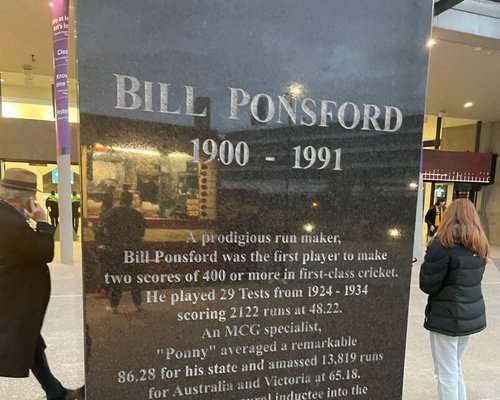 BILL PONSFORD
1900 - 1991
A prodigious run maker,
Bill Ponsford was the first player to make
two scores of 400 or more in first-class cricket.
He played 29 Tests from 1924 - 1934
scoring 2122 runs at 48.22.
An MCG specialist,
"Ponny" averaged a remarkable
86.28 for his state and amassed 13,819 runs
for Australia and Victoria at 65.18.
inductee into the